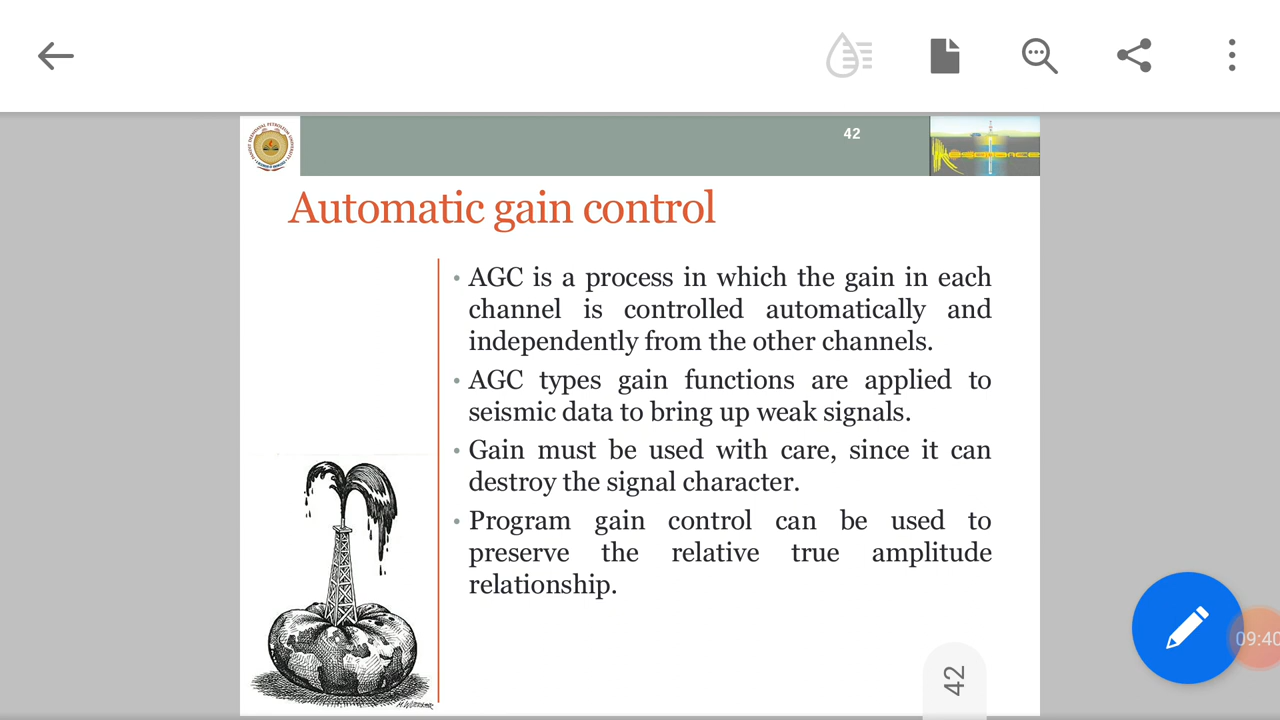 42
Automatic gain control
• AGC is a process in which the gain in each
channel is controlled automatically and
independently from the other channels.
• AGC types gain functions are applied to
seismic data to bring up weak signals.
• Gain must be used with care, since it can
destroy the signal character.
• Program gain control can be used to
preserve the relative true amplitude
relationship.
09:40
42